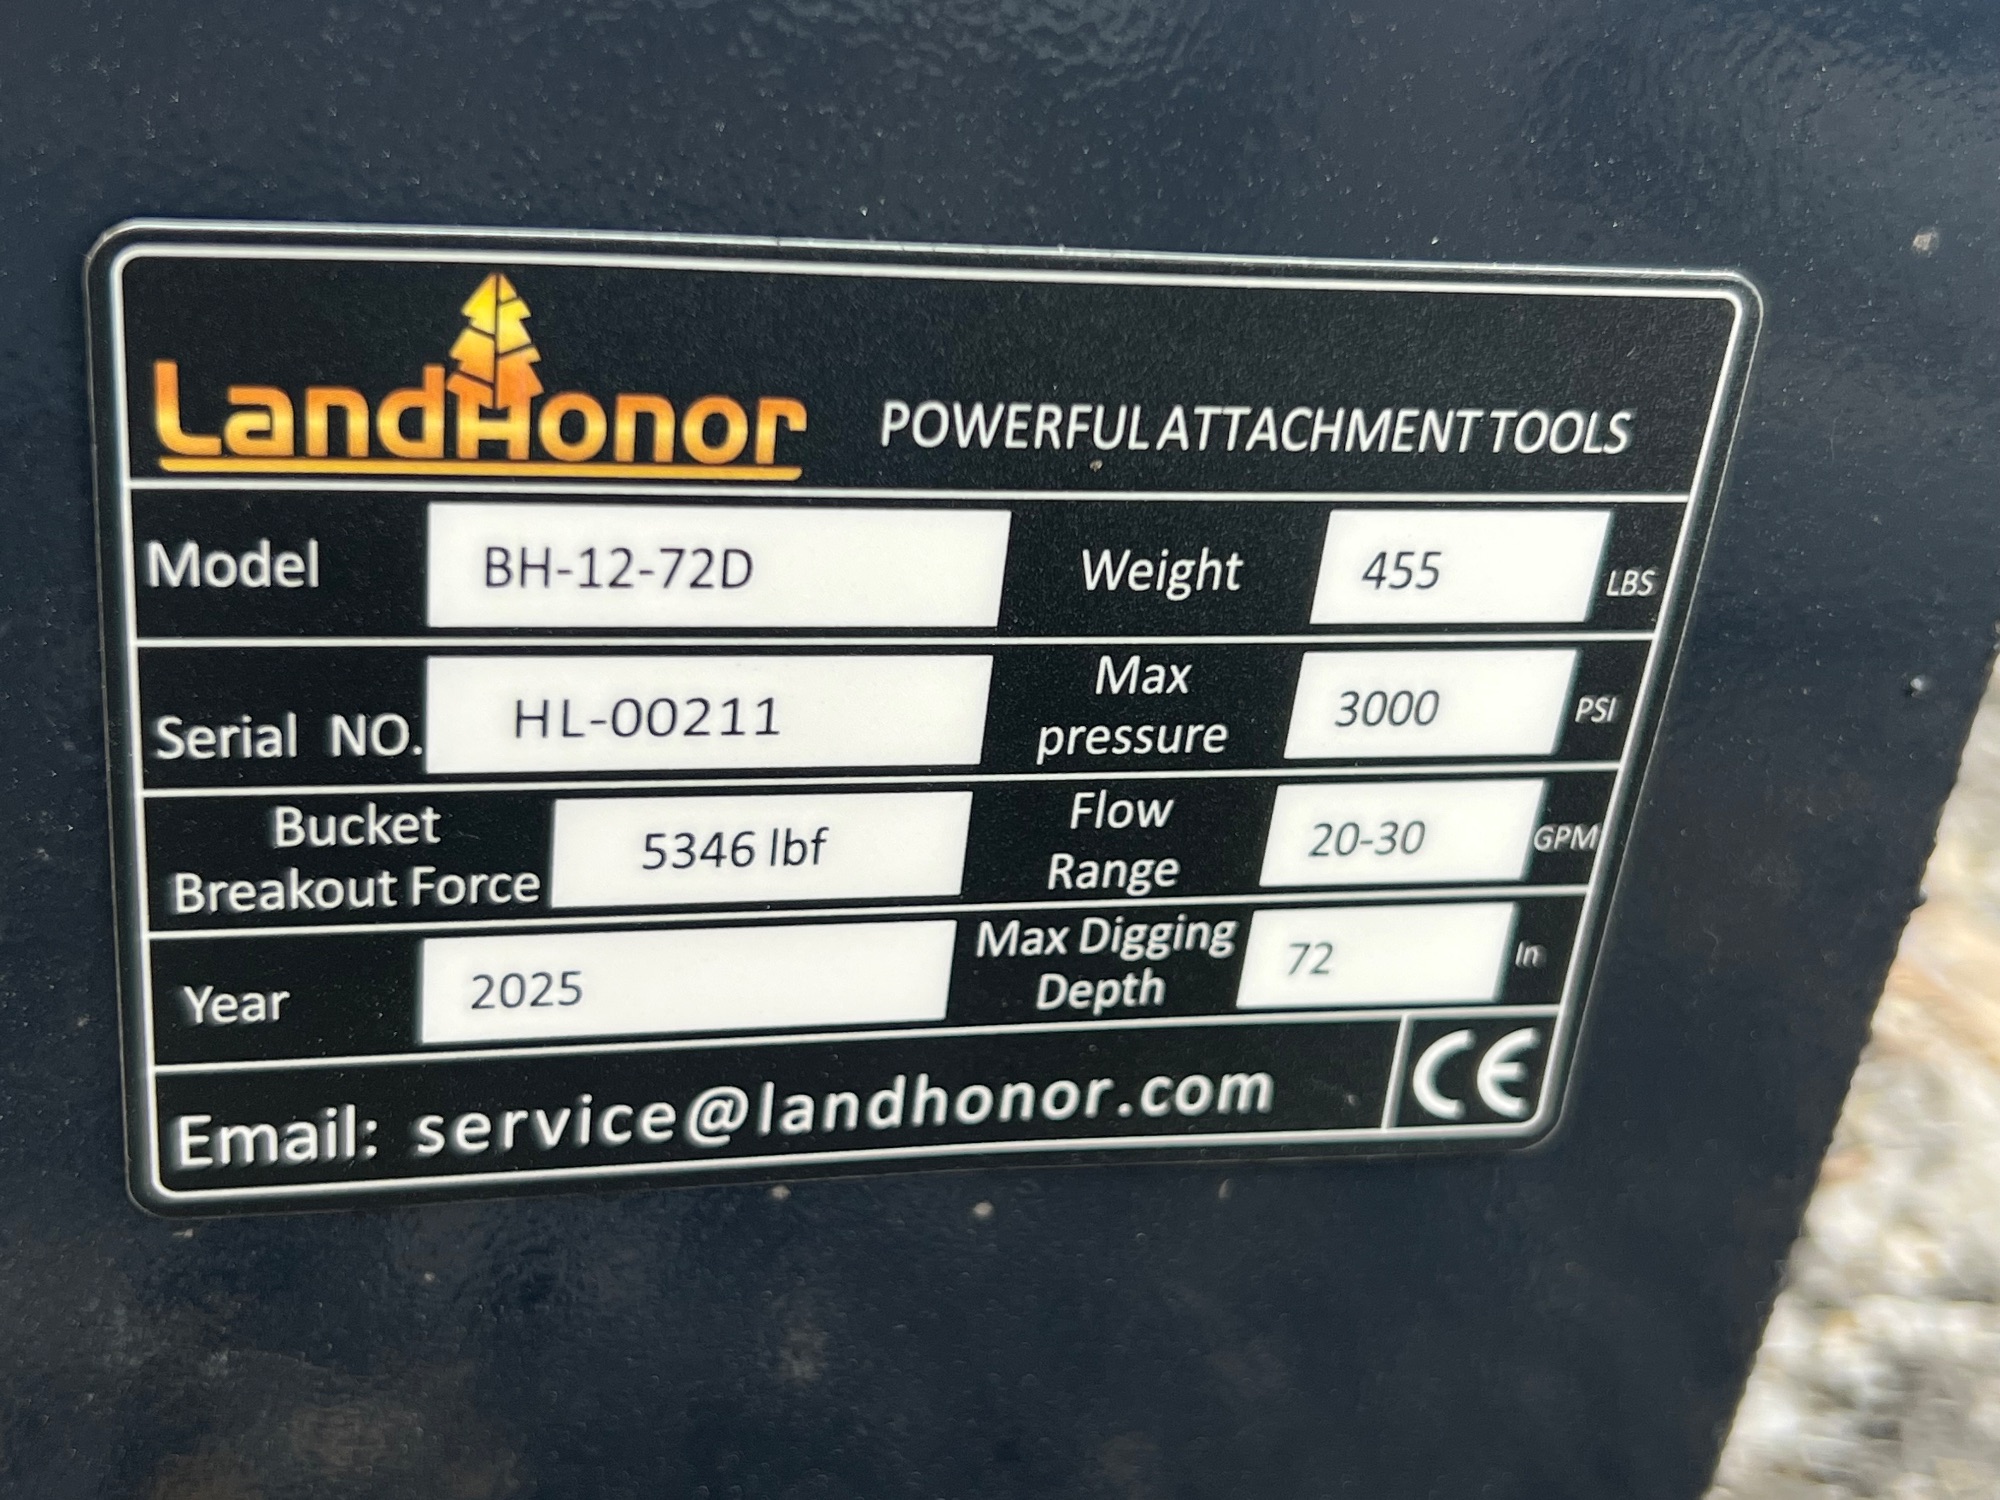 LandHonor POWERFUL ATTACHMENT TOOLS
Model BH-12-72D Weight 455 LBS
Serial NO. HL-00211 Max pressure 3000 PSI
Bucket Breakout Force 5346 lbf Flow Range 20-30 GPM
Year 2025 Max Digging Depth 72 In
Email: service@landhonor.com CE